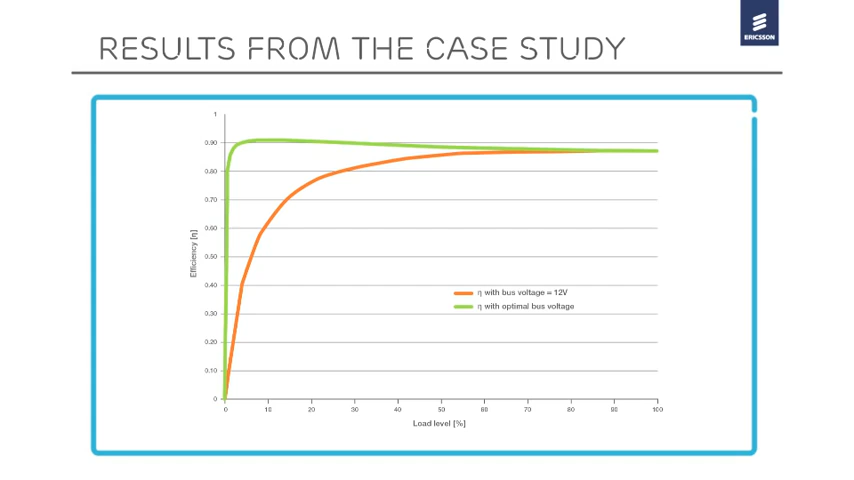 RESULTS FROM THE CASE STUDY
ERICSSON
1
0.90
0.80
0.70
0.60
0.50
0.40
0.30
0.20
0.10
0
Efficiency [η]
η with bus voltage = 12V
η with optimal bus voltage
0 10 20 30 40 50 60 70 80 90 100
Load level [%]